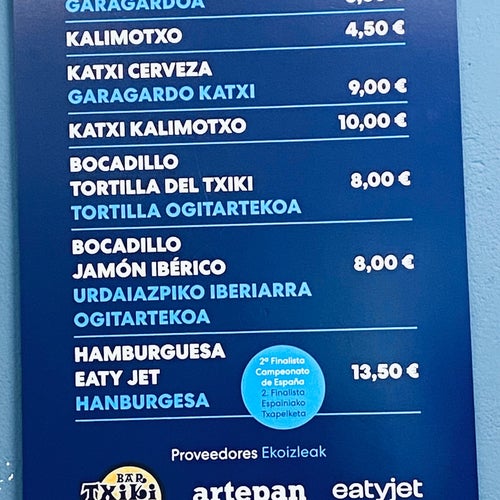 GARAGARDOA
KALIMOTXO 4,50 €
KATXI CERVEZA
GARAGARDO KATXI 9,00 €
KATXI KALIMOTXO 10,00 €
BOCADILLO
TORTILLA DEL TXIKI 8,00 €
TORTILLA OGITARTEKOA
BOCADILLO
JAMÓN IBÉRICO 8,00 €
URDAIAZPIKO IBERIARRA
OGITARTEKOA
HAMBURGUESA
EATY JET 13,50 €
HANBURGESA
2º Finalista
Campeonato
de España
2. Finalista
Espainiako
Txapelketa
Proveedores Ekoizleak
BAR
TXIKI artepan eatyjet